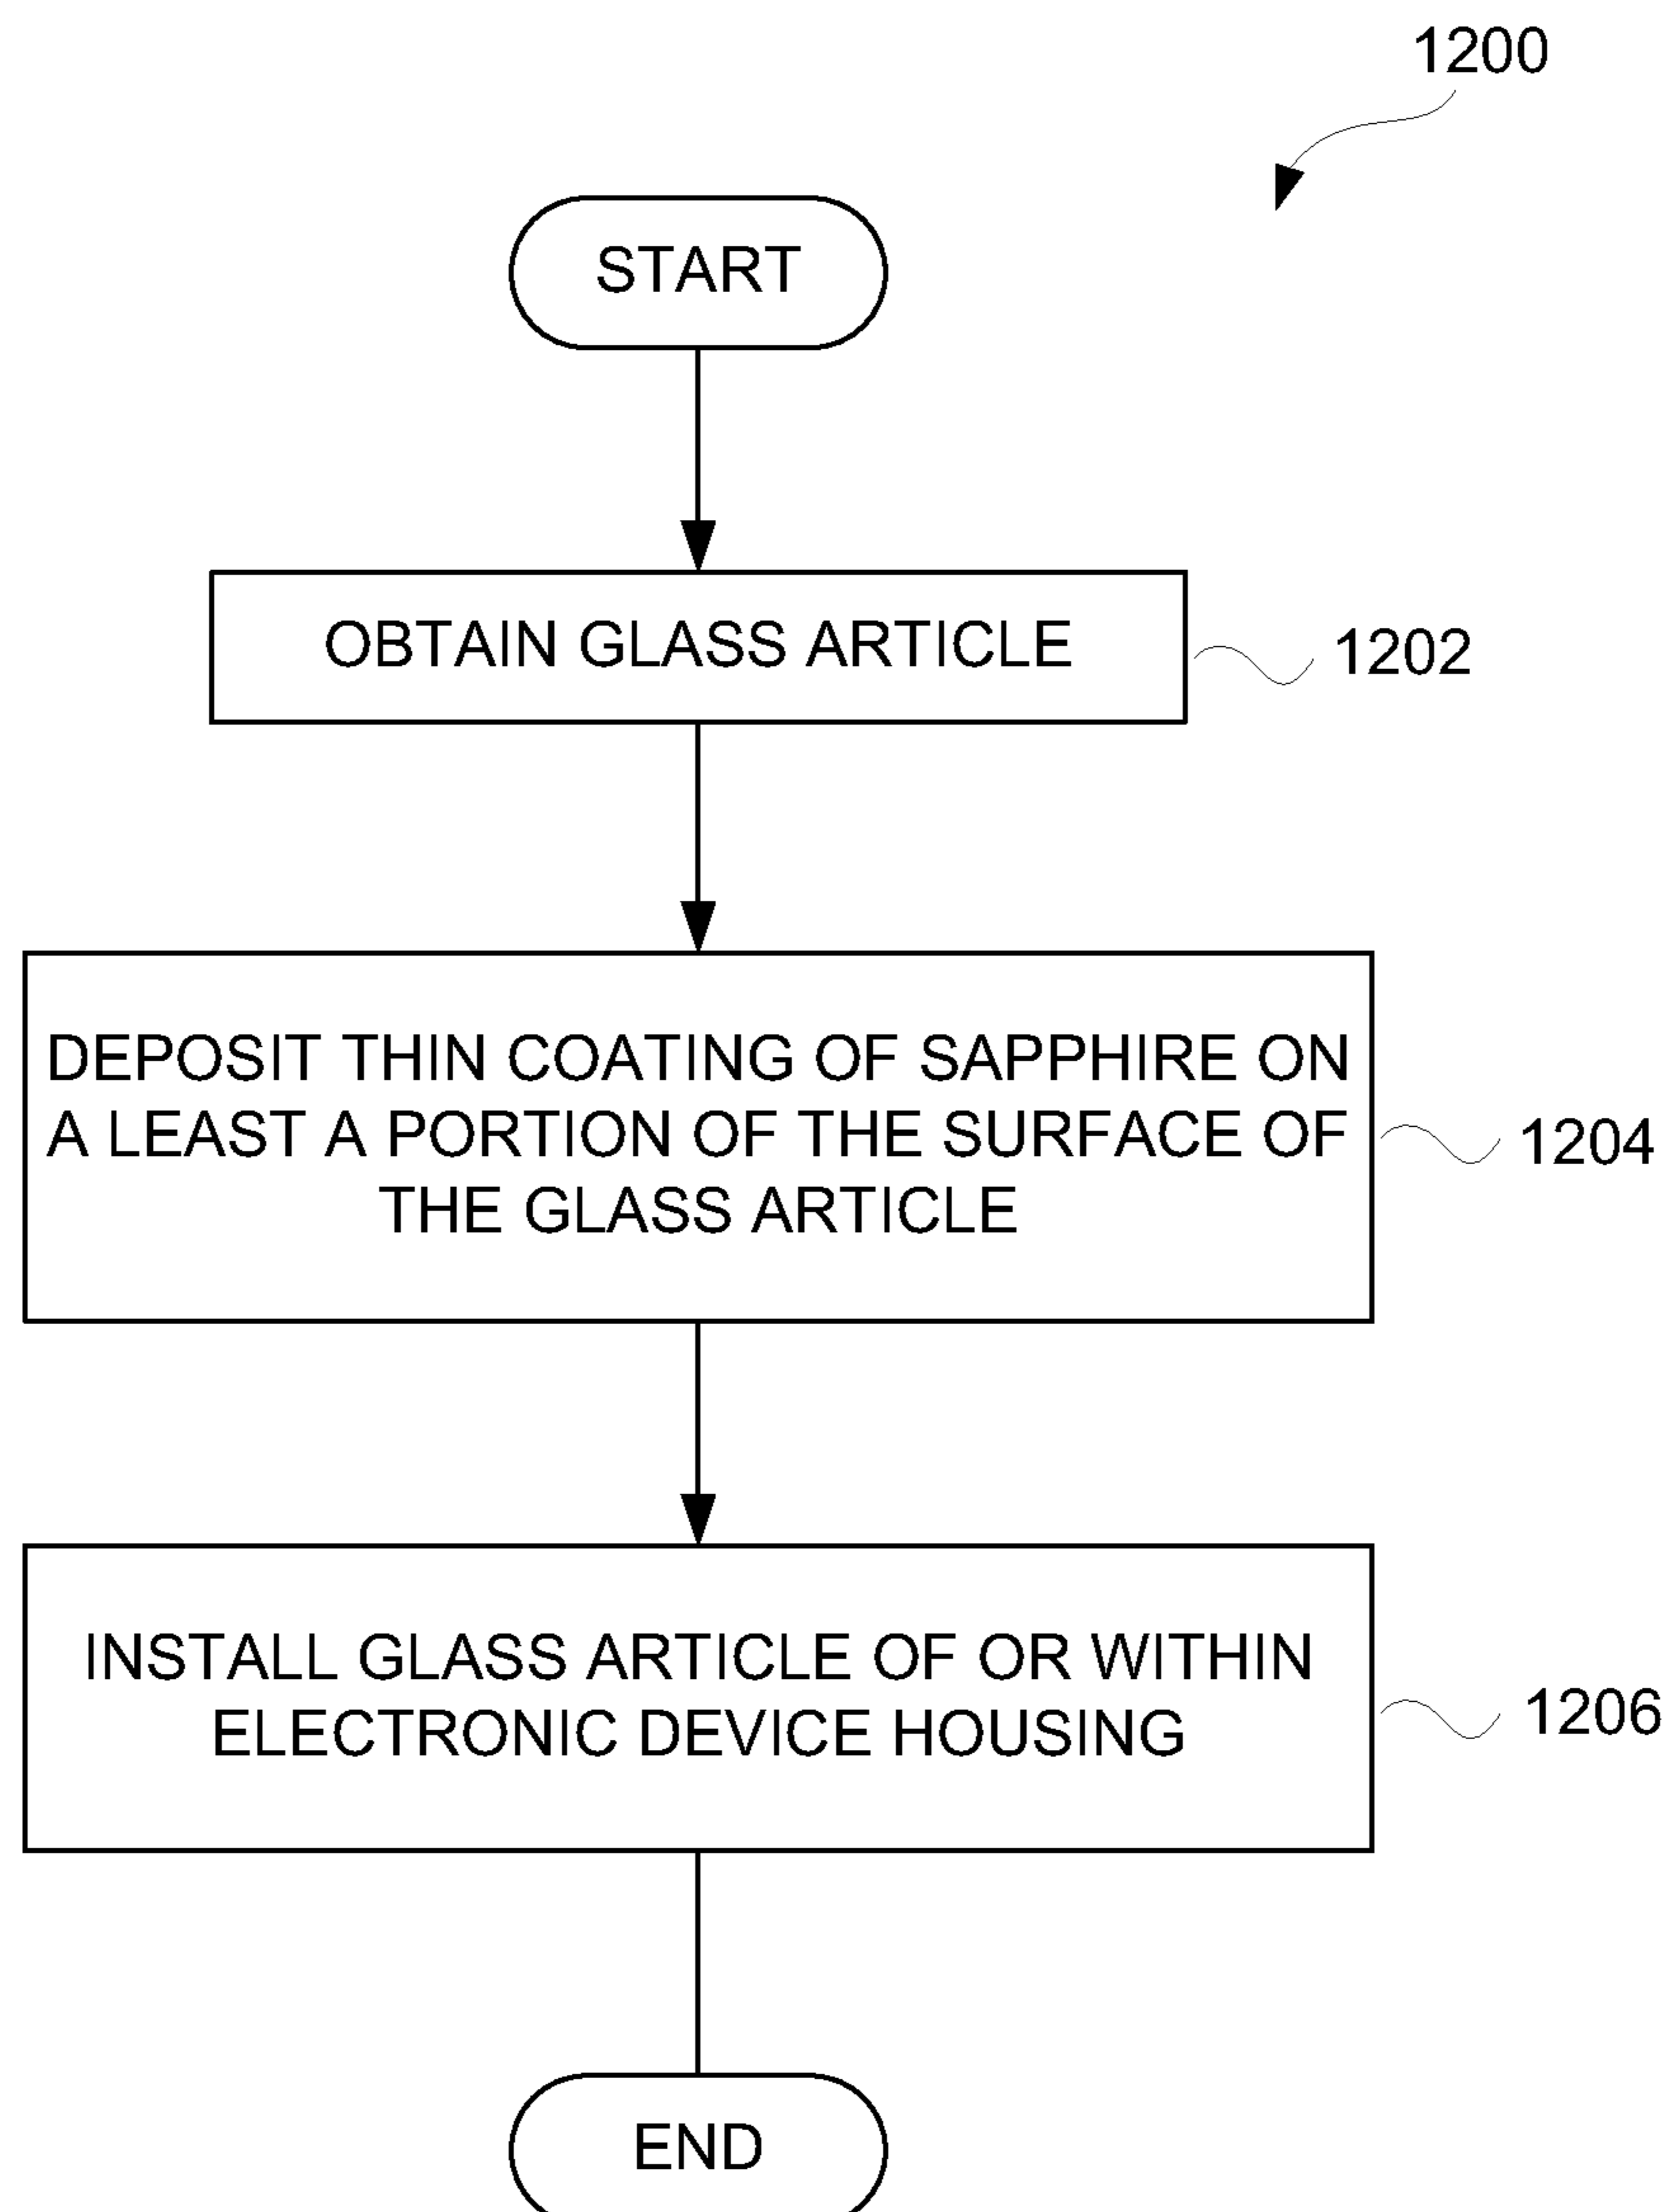 1200
START
OBTAIN GLASS ARTICLE
1202
DEPOSIT THIN COATING OF SAPPHIRE ON
A LEAST A PORTION OF THE SURFACE OF
THE GLASS ARTICLE
1204
INSTALL GLASS ARTICLE OF OR WITHIN
ELECTRONIC DEVICE HOUSING
1206
END